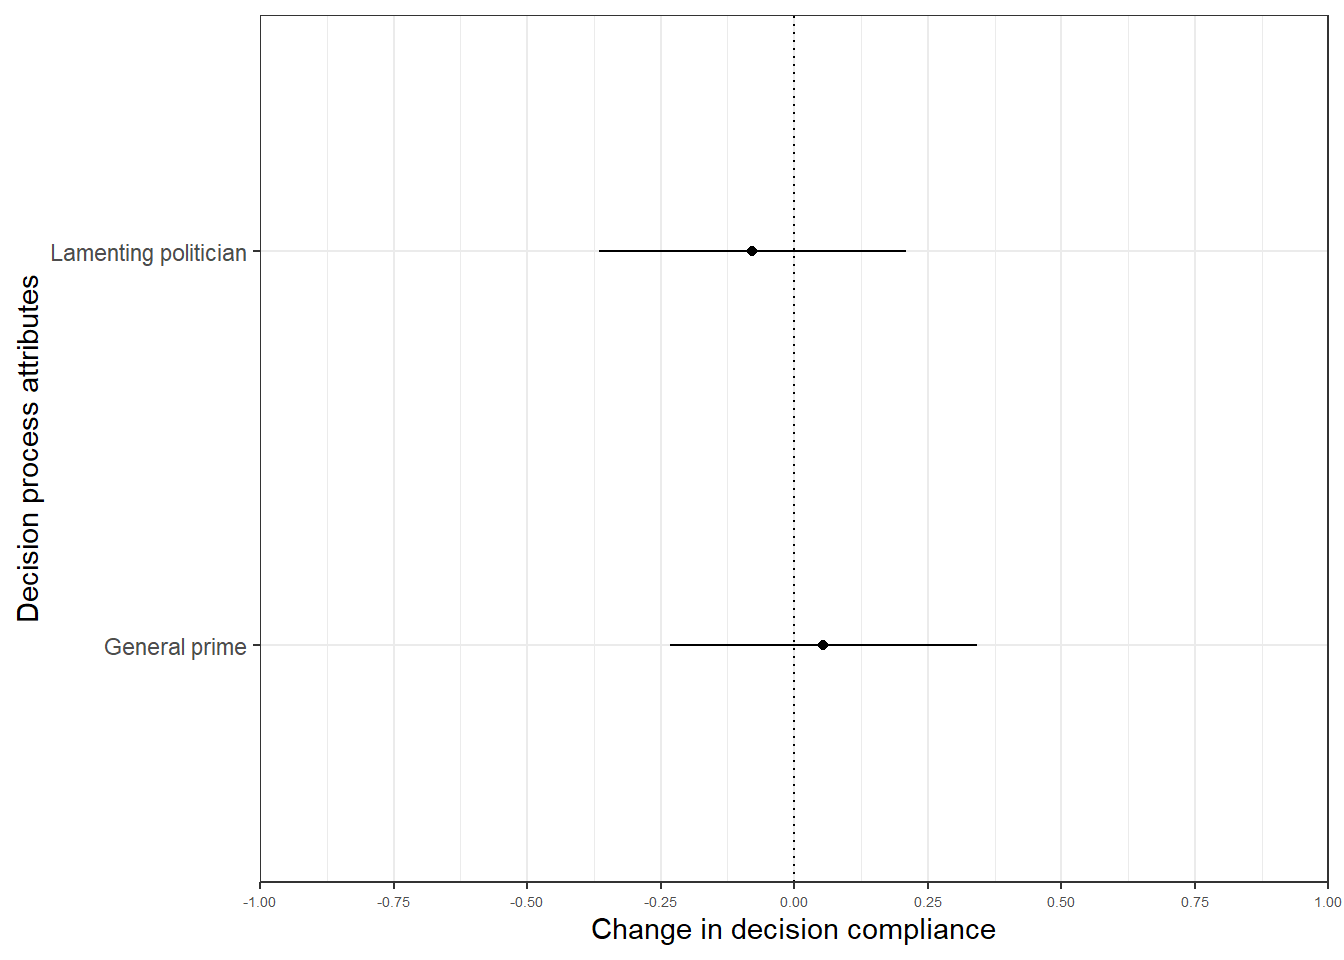 Decision process attributes
Lamenting politician
General prime
-1.00 -0.75 -0.50 -0.25 0.00 0.25 0.50 0.75 1.00
Change in decision compliance